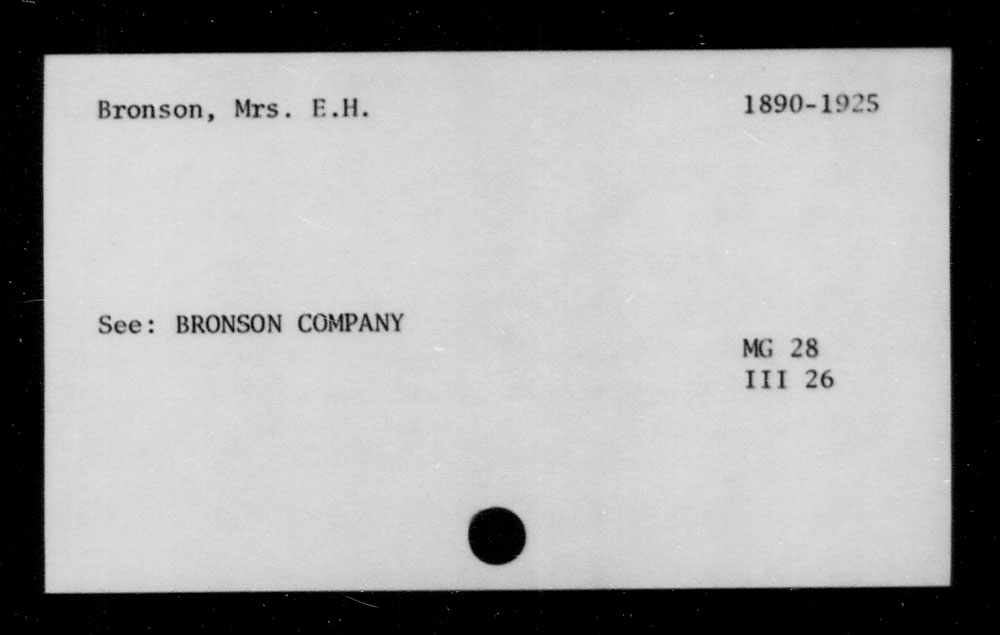 Bronson, Mrs. E.H. 1890-1925
See: BRONSON COMPANY
MG 28
III 26